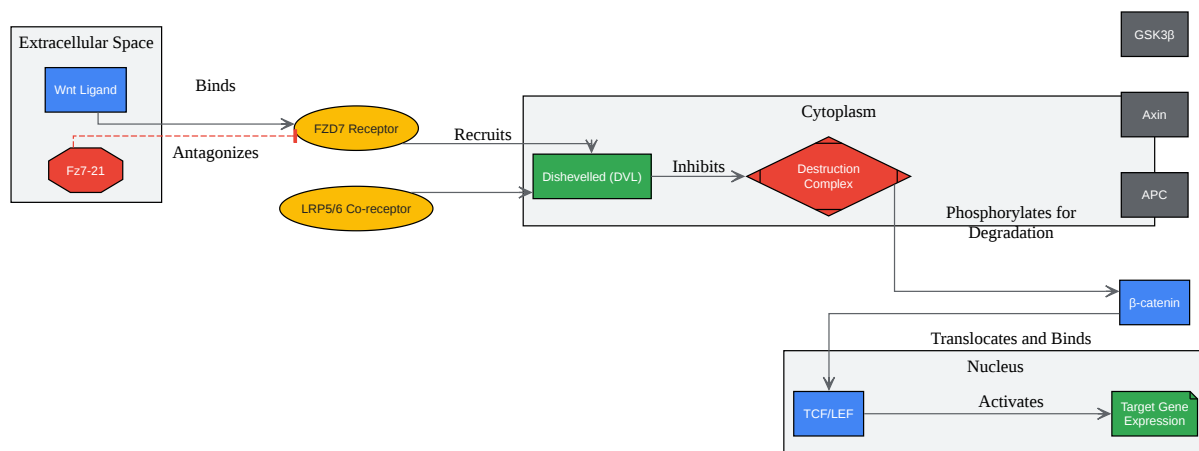 Extracellular Space
Wnt Ligand
Fz7-21
Binds
Antagonizes
FZD7 Receptor
LRP5/6 Co-receptor
Recruits
Cytoplasm
Dishevelled (DVL)
Inhibits
Destruction
Complex
GSK3β
Axin
APC
Phosphorylates for
Degradation
β-catenin
Translocates and Binds
Nucleus
TCF/LEF
Activates
Target Gene
Expression